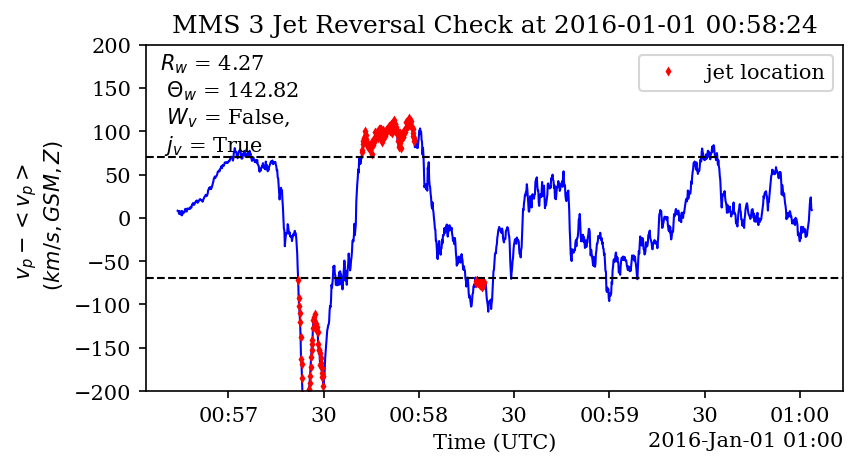 MMS 3 Jet Reversal Check at 2016-01-01 00:58:24
R_w = 4.27
Θ_w = 142.82
W_v = False,
j_v = True
jet location
v_p − < v_p >
(km/s, GSM, Z)
200
150
100
50
0
−50
−100
−150
−200
00:57
30
00:58
30
00:59
30
01:00
Time (UTC)
2016-Jan-01 01:00